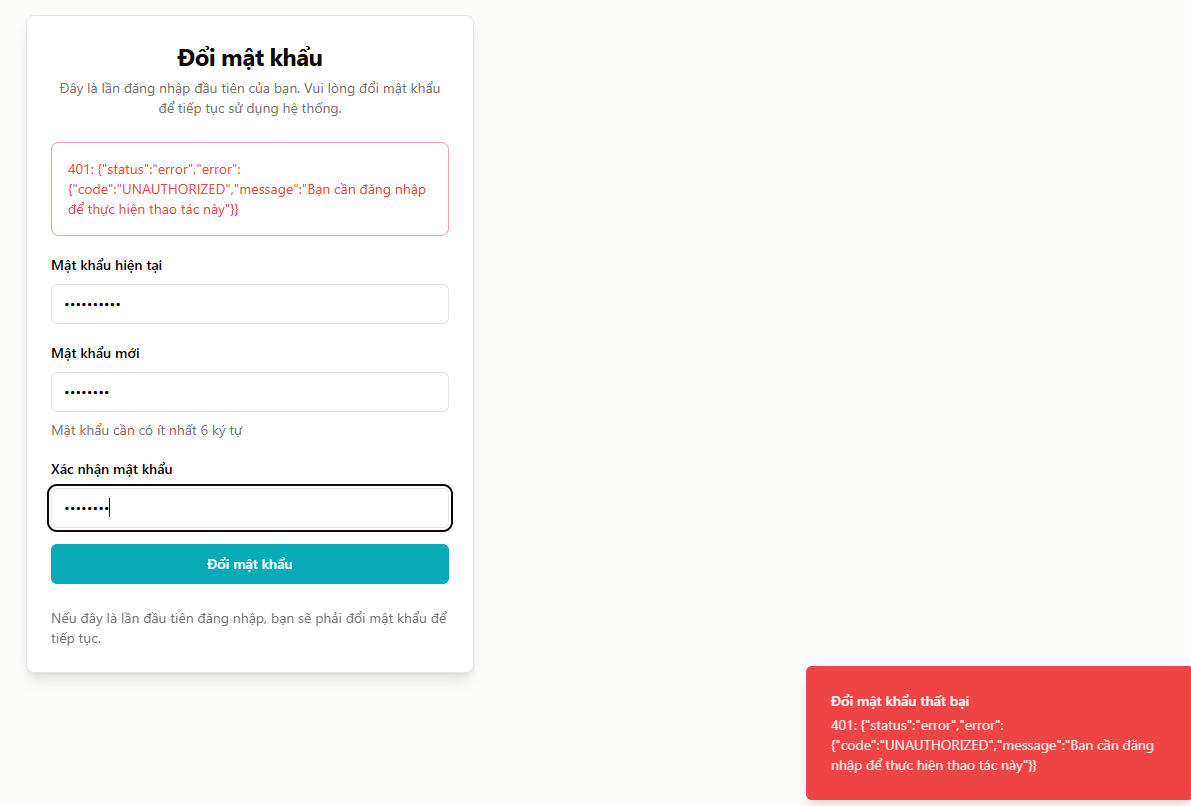 Đổi mật khẩu
Đây là lần đăng nhập đầu tiên của bạn. Vui lòng đổi mật khẩu
để tiếp tục sử dụng hệ thống.
401: {"status":"error","error":
{"code":"UNAUTHORIZED","message":"Bạn cần đăng nhập
để thực hiện thao tác này"}}
Mật khẩu hiện tại
••••••••••
Mật khẩu mới
••••••••
Mật khẩu cần có ít nhất 6 ký tự
Xác nhận mật khẩu
••••••••
Đổi mật khẩu
Nếu đây là lần đầu tiên đăng nhập, bạn sẽ phải đổi mật khẩu để
tiếp tục.
Đổi mật khẩu thất bại
401: {"status":"error","error":
{"code":"UNAUTHORIZED","message":"Bạn cần đăng
nhập để thực hiện thao tác này"}}